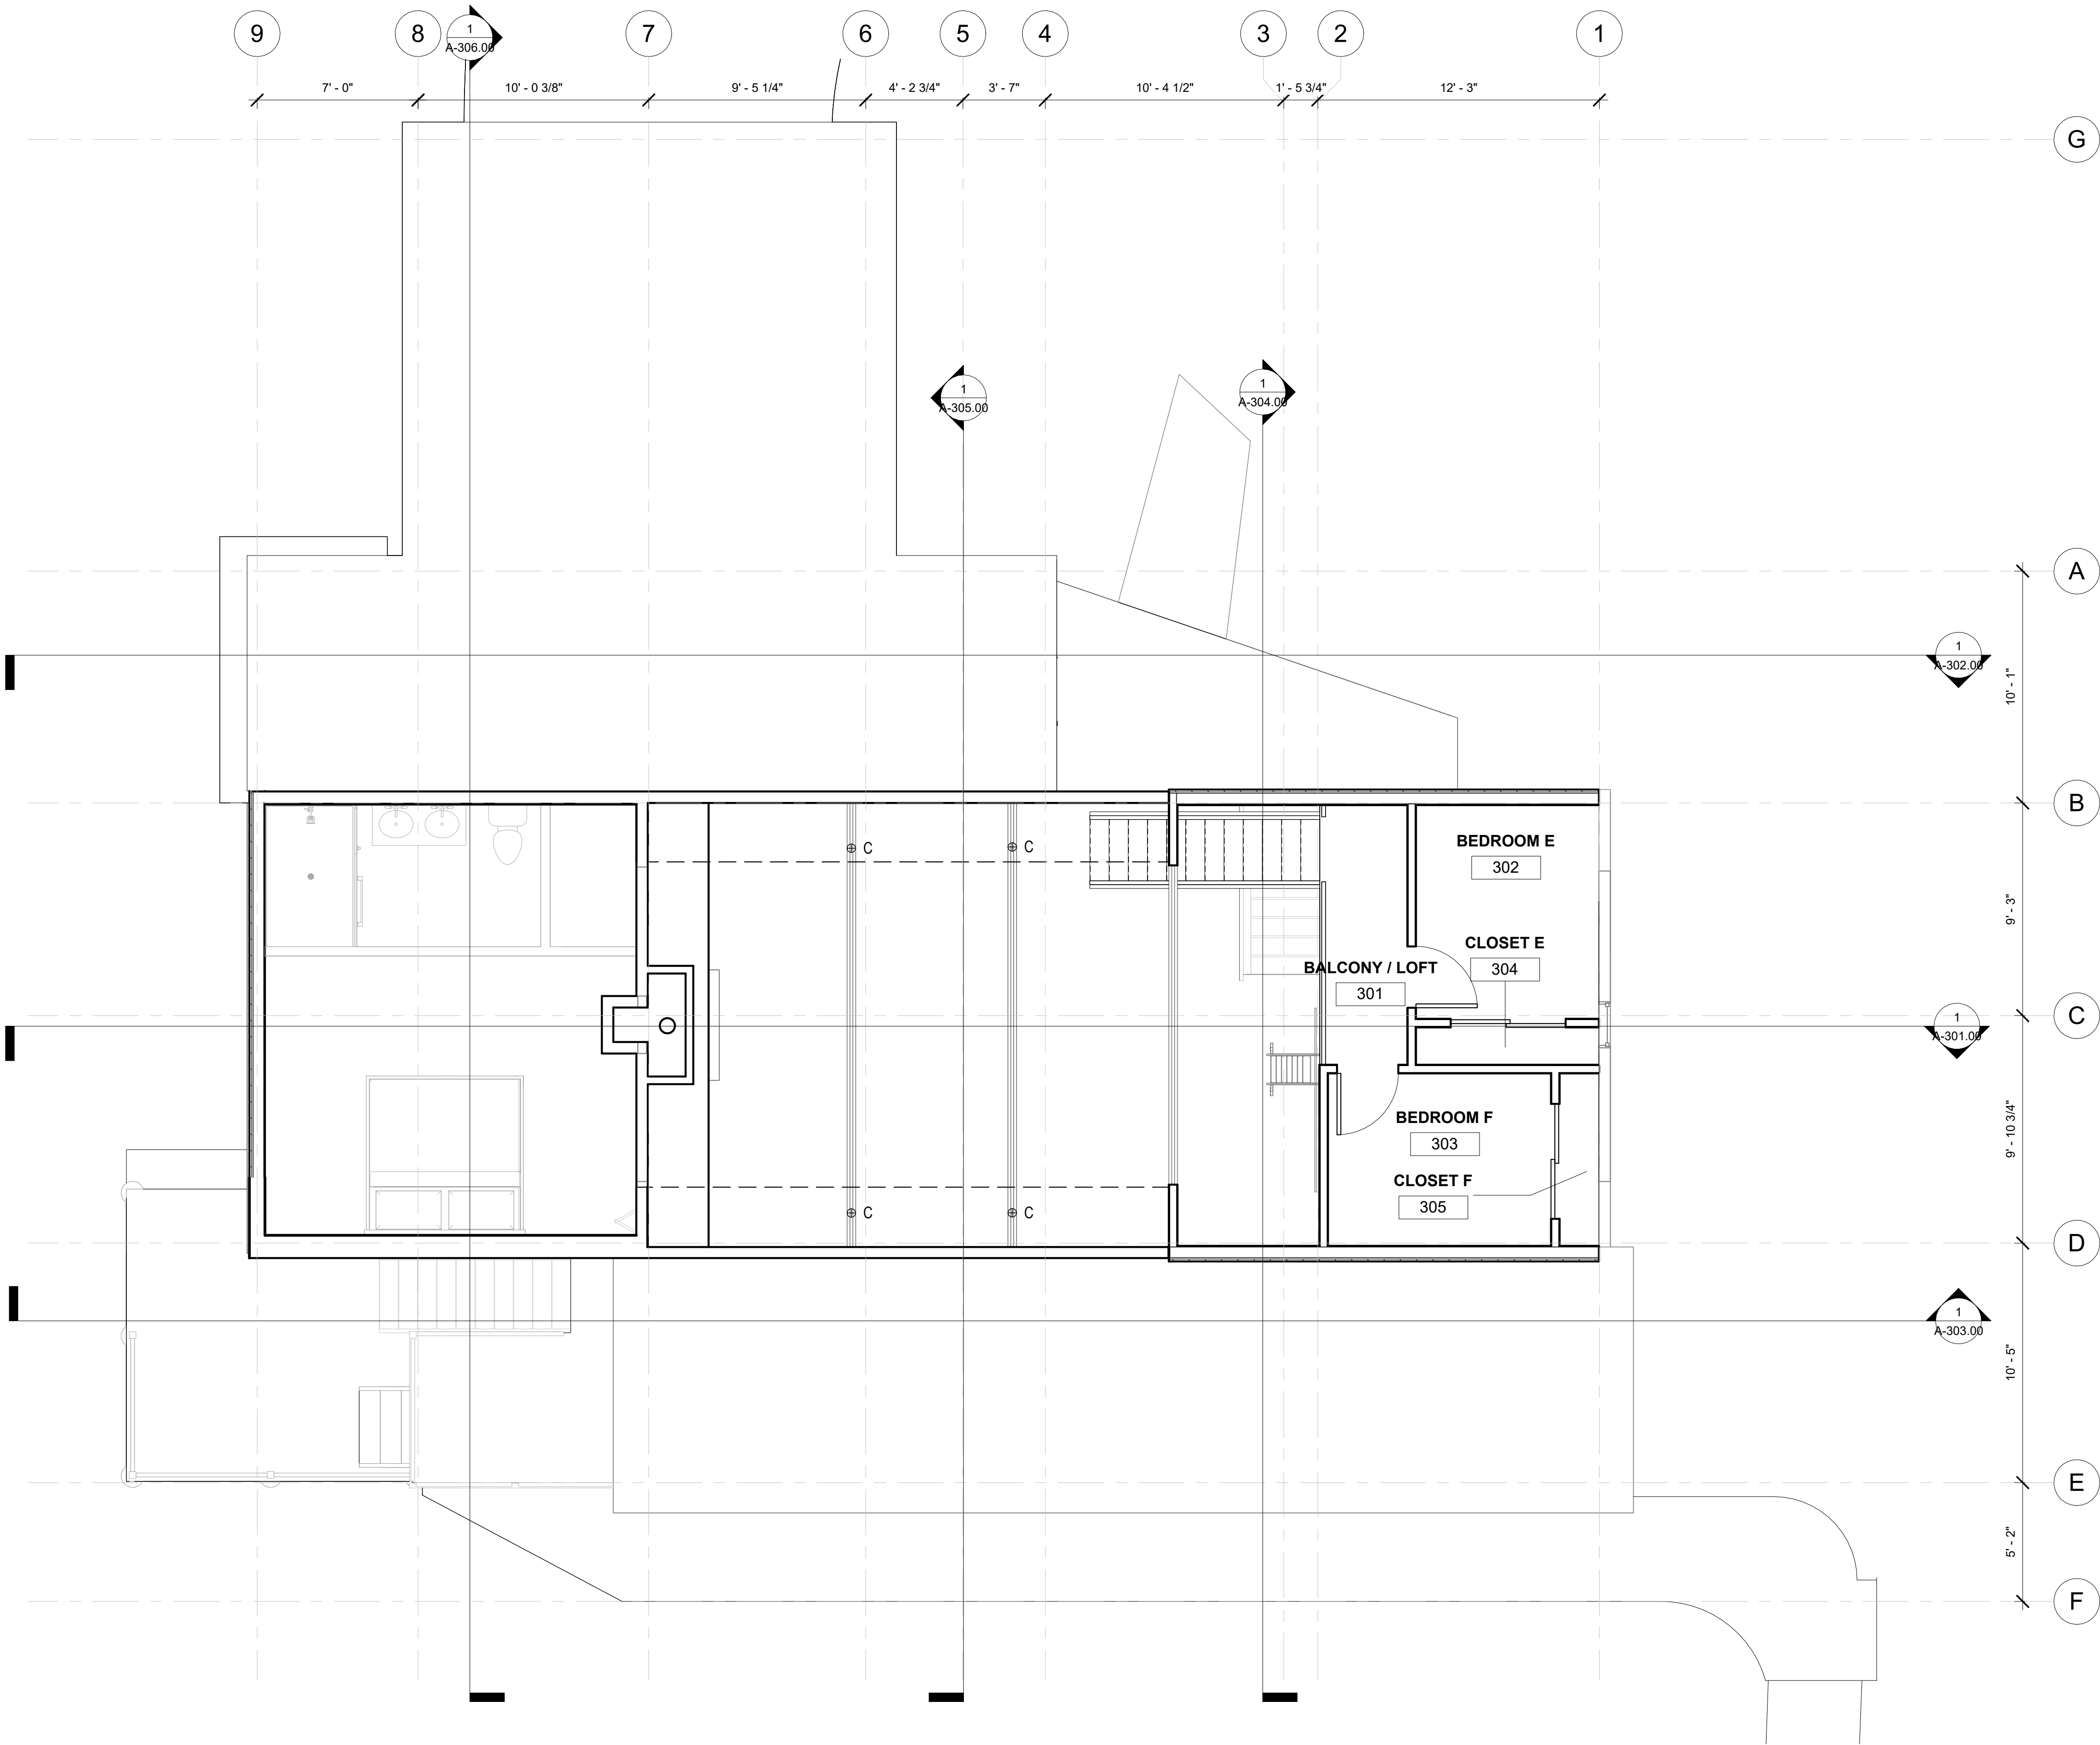 9 8 7 6 5 4 3 2 1
1
A-306.00
7' - 0" 10' - 0 3/8" 9' - 5 1/4" 4' - 2 3/4" 3' - 7" 10' - 4 1/2" 1' - 5 3/4" 12' - 3"
G
1
A-305.00
1
A-304.00
A
1
A-302.00
10' - 1"
B
C C
BEDROOM E
302
9' - 3"
CLOSET E
304
BALCONY / LOFT
301
C
1
A-301.00
BEDROOM F
303
9' - 10 3/4"
CLOSET F
305
C C
D
1
A-303.00
10' - 5"
E
5' - 2"
F